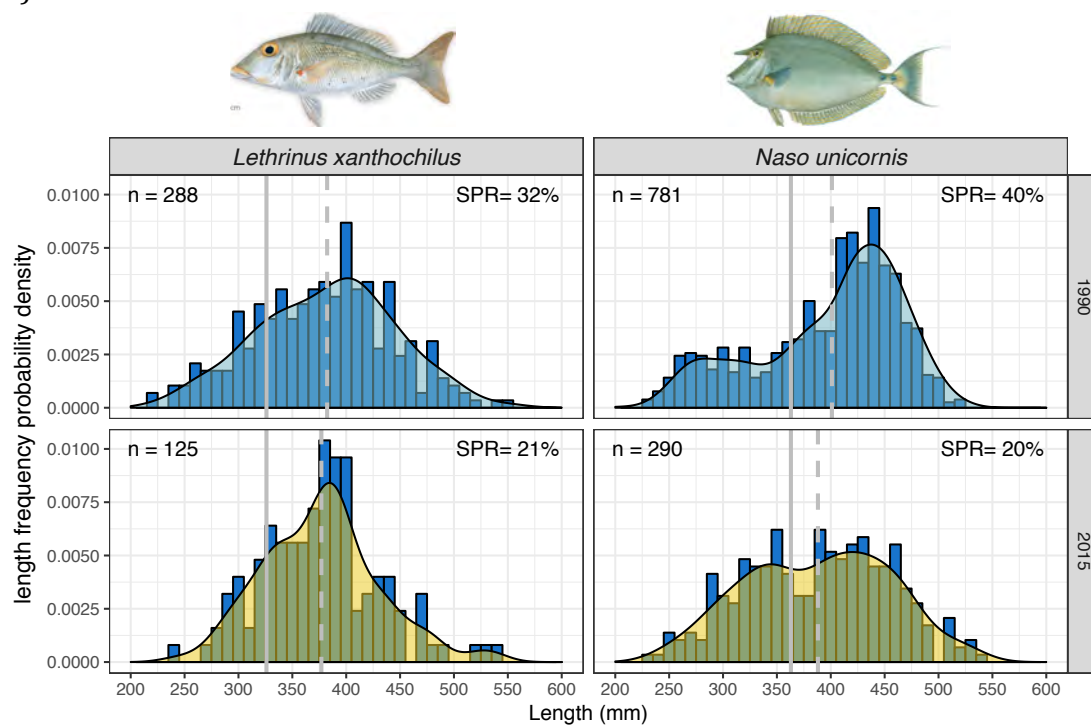 cm
Lethrinus xanthochilus
Naso unicornis
n = 288
SPR= 32%
n = 781
SPR= 40%
1990
0.0100
0.0075
0.0050
0.0025
0.0000
n = 125
SPR= 21%
n = 290
SPR= 20%
2015
0.0100
0.0075
0.0050
0.0025
0.0000
length frequency probability density
200 250 300 350 400 450 500 550 600
200 250 300 350 400 450 500 550 600
Length (mm)